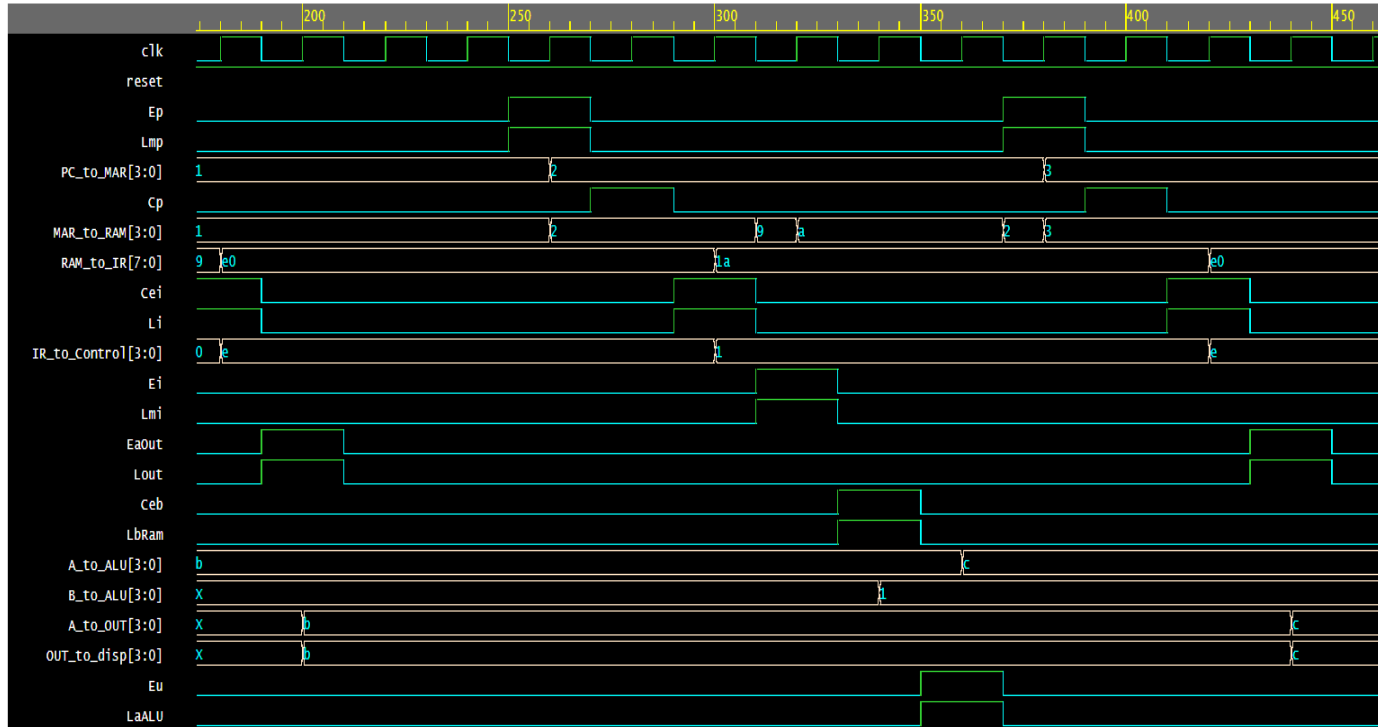 200 250 300 350 400 450
clk
reset
Ep
Lmp
PC_to_MAR[3:0] 1 2 3
Cp
MAR_to_RAM[3:0] 1 2 9 a 2 3
RAM_to_IR[7:0] 9 e0 1a e0
Cei
Li
IR_to_Control[3:0] 0 e 1 e
Ei
Lmi
EaOut
Lout
Ceb
LbRam
A_to_ALU[3:0] b c
B_to_ALU[3:0] X 1
A_to_OUT[3:0] X b c
OUT_to_disp[3:0] X b c
Eu
LaALU